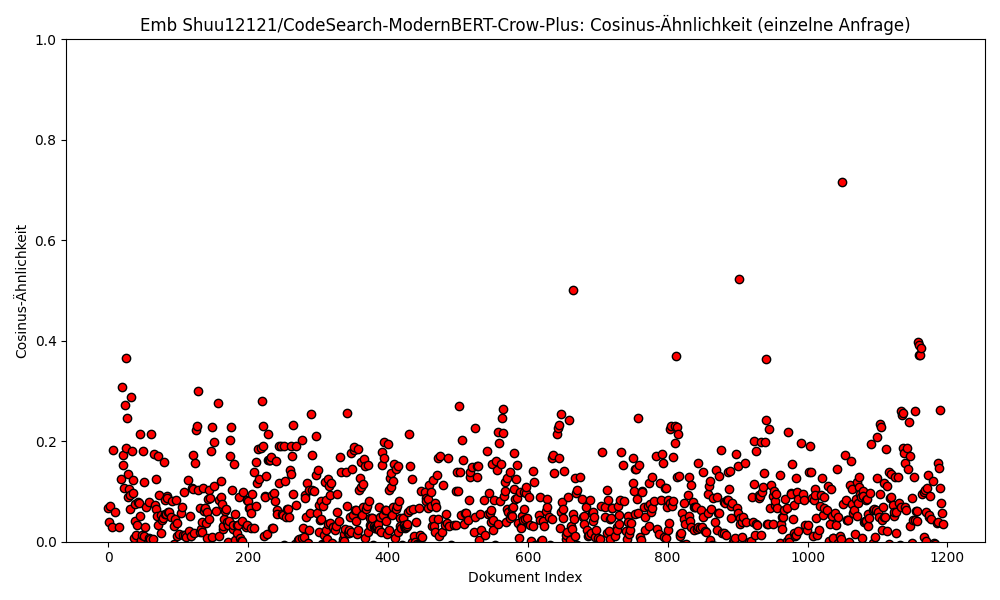 Emb Shuu12121/CodeSearch-ModernBERT-Crow-Plus: Cosinus-Ähnlichkeit (einzelne Anfrage)
1.0
0.8
0.6
0.4
0.2
0.0
Cosinus-Ähnlichkeit
0 200 400 600 800 1000 1200
Dokument Index